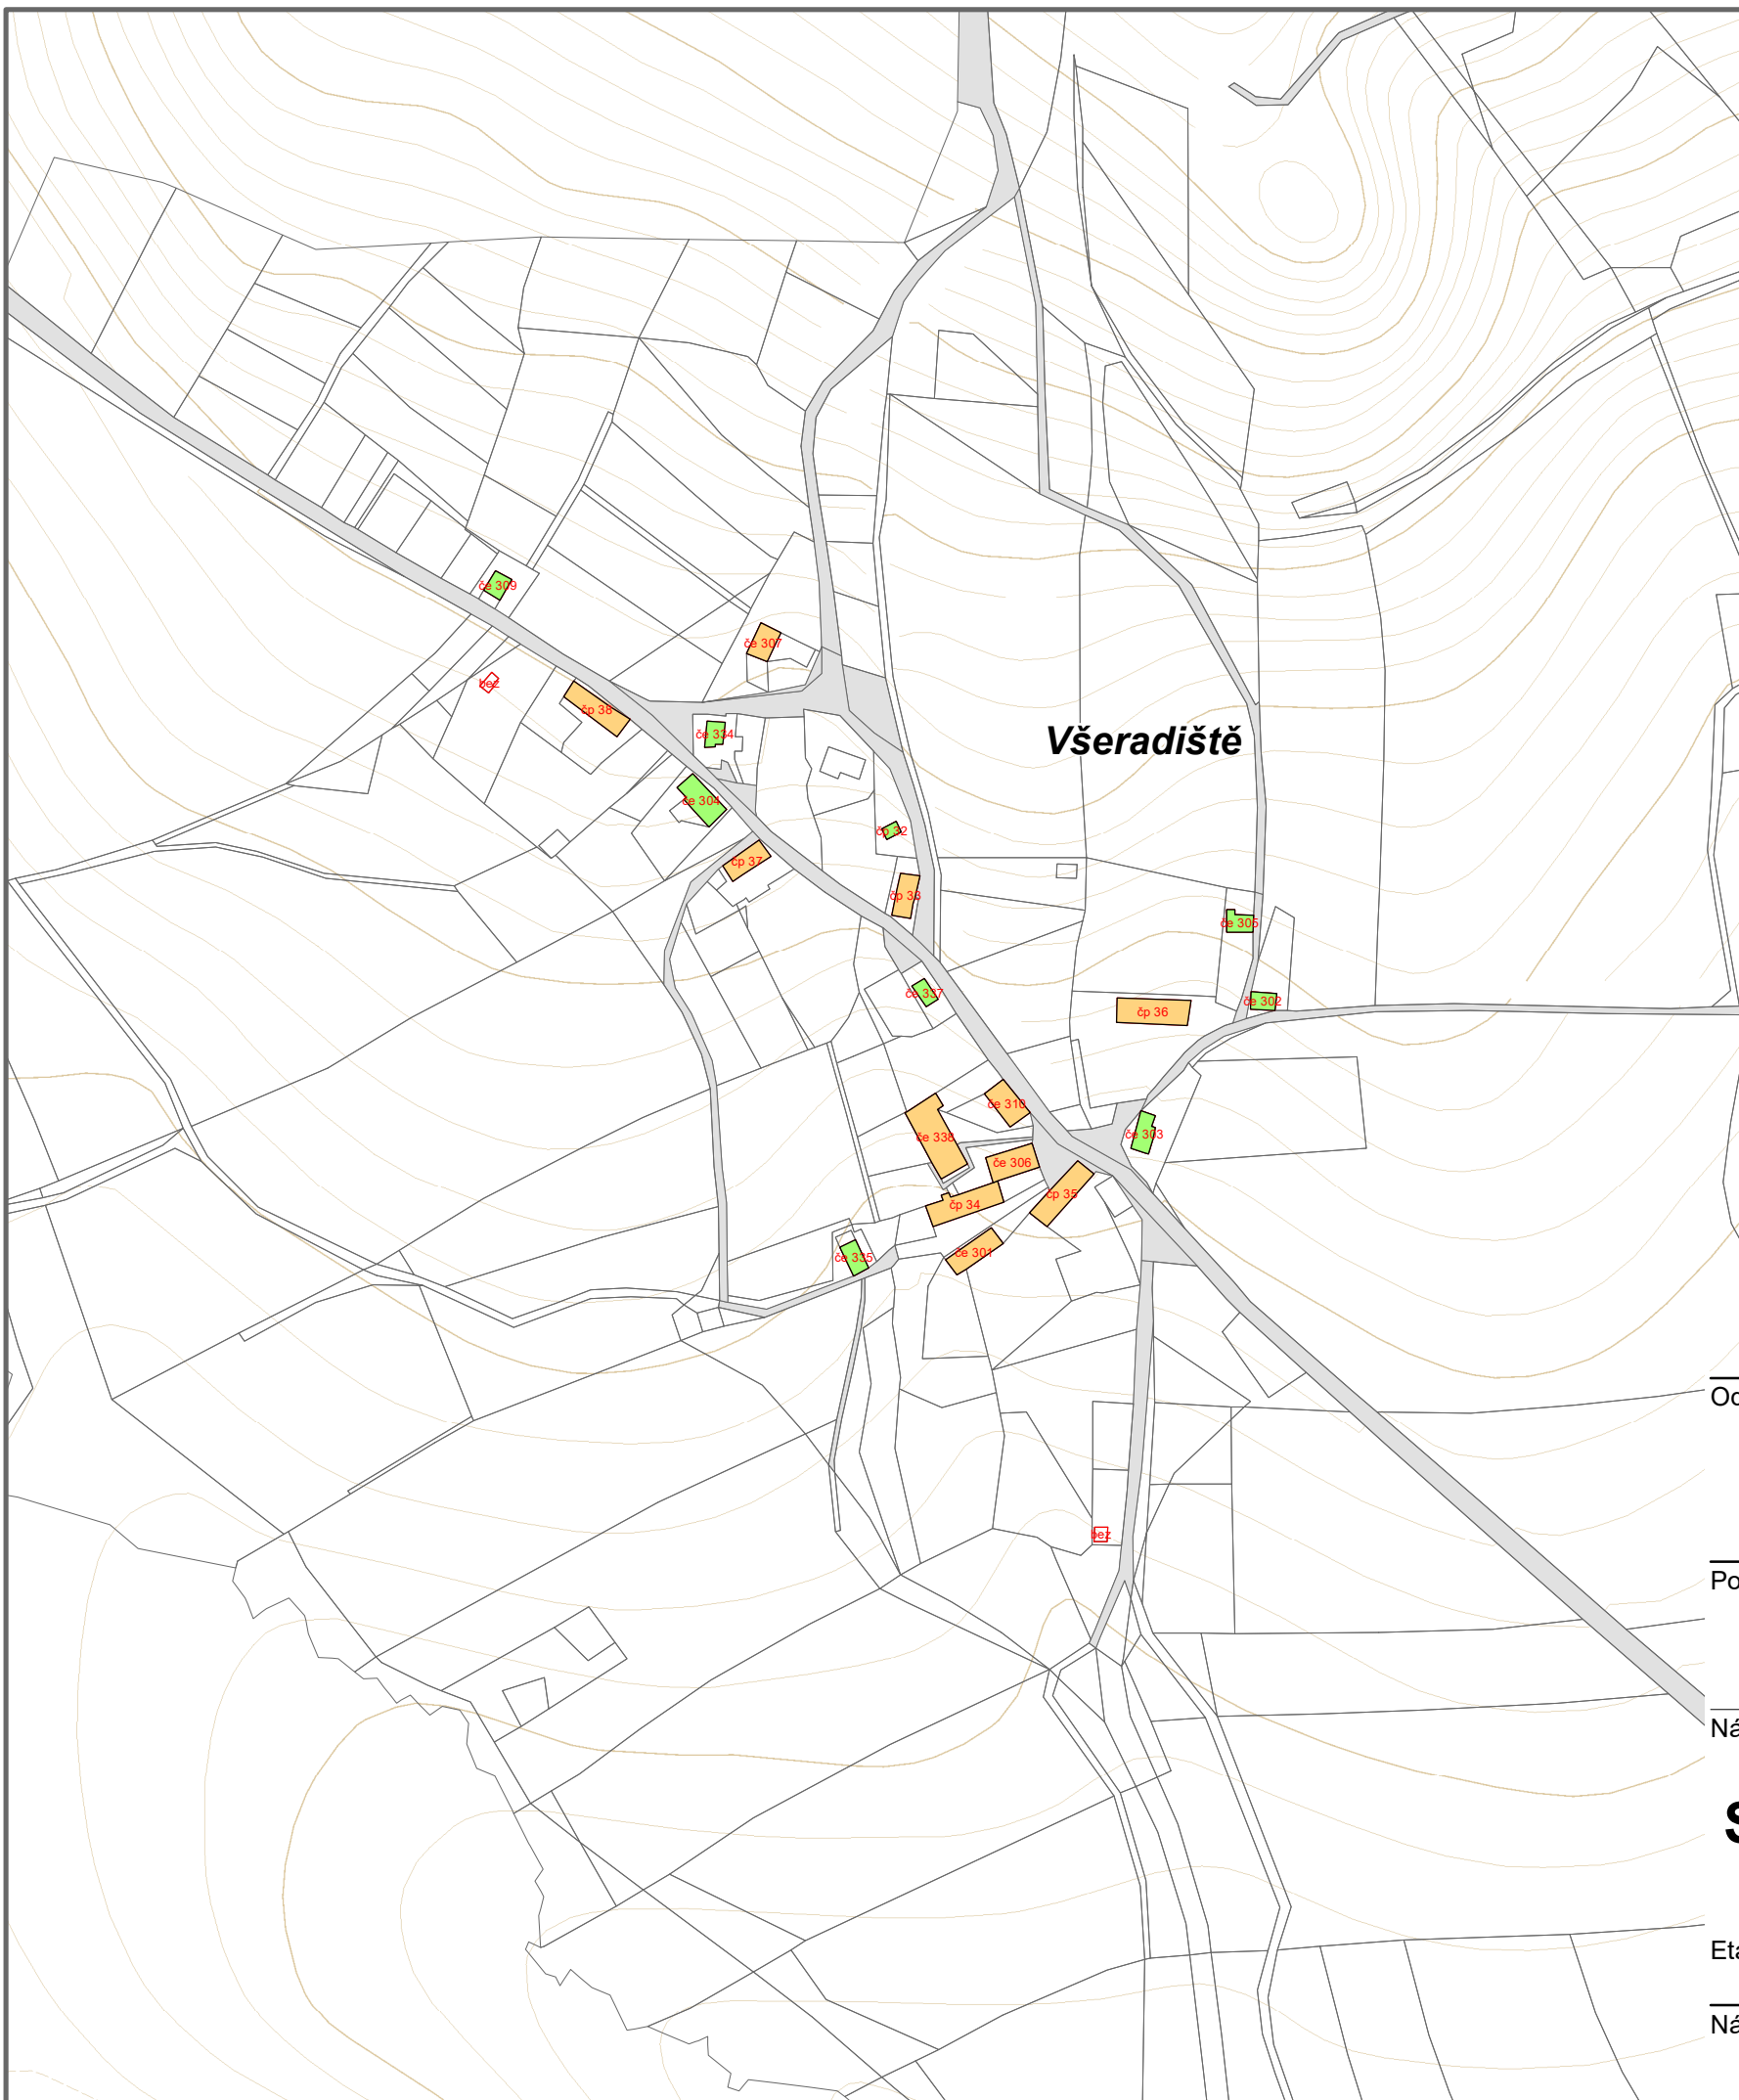 če 309
če 307
bez
čp 38
če 334
Všeradiště
če 304
čp 32
čp 37
čp 33
če 305
če 337
če 302
čp 36
če 310
če 338
če 303
če 306
čp 35
čp 34
če 301
če 335
Od
bez
Po
Ná
S
Eta
Ná